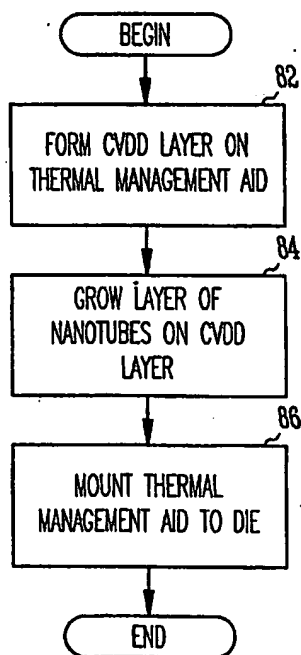 BEGIN
82
FORM CVDD LAYER ON
THERMAL MANAGEMENT AID
84
GROW LAYER OF
NANOTUBES ON CVDD
LAYER
86
MOUNT THERMAL
MANAGEMENT AID TO DIE
END